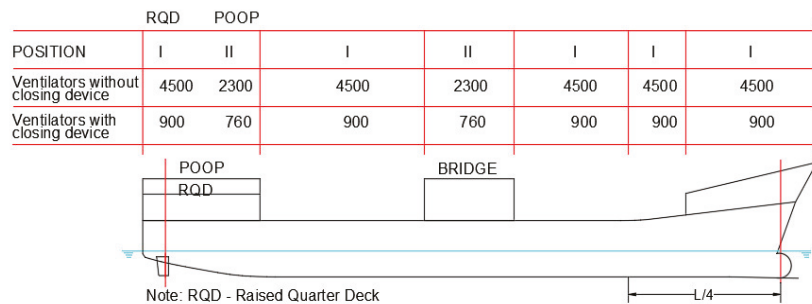 RQD POOP
POSITION I II I II I I I
Ventilators without closing device 4500 2300 4500 2300 4500 4500 4500
Ventilators with closing device 900 760 900 760 900 900 900
POOP BRIDGE
RQD
Note: RQD - Raised Quarter Deck L/4